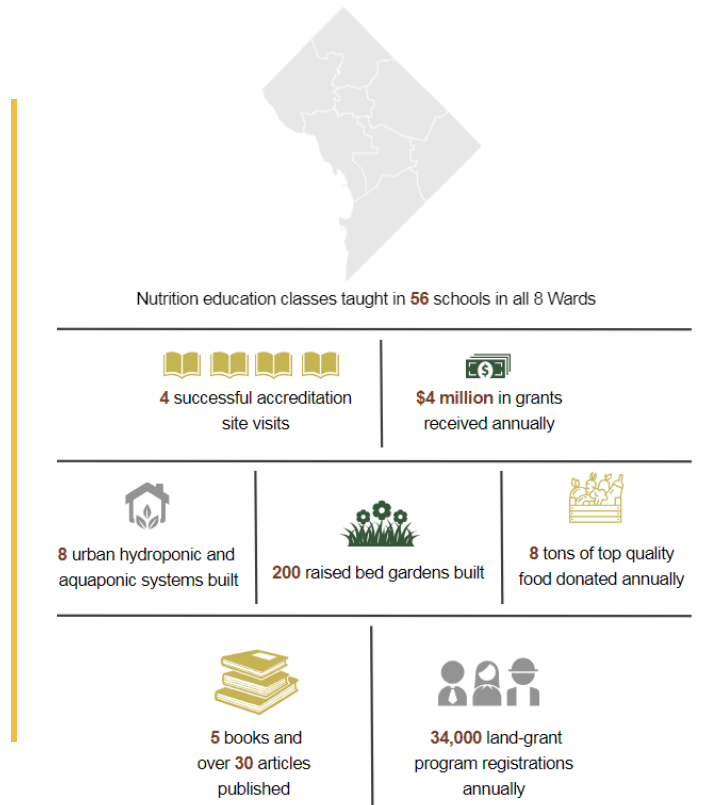 Nutrition education classes taught in 56 schools in all 8 Wards
4 successful accreditation
site visits
$4 million in grants
received annually
8 urban hydroponic and
aquaponic systems built
200 raised bed gardens built
8 tons of top quality
food donated annually
5 books and
over 30 articles
published
34,000 land-grant
program registrations
annually